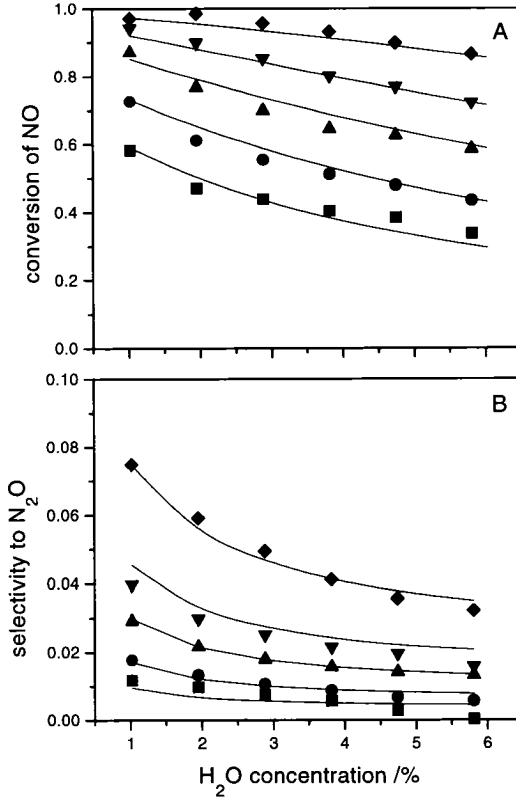 1.0
A
0.8
0.6
0.4
0.2
0.0
conversion of NO
0.10
B
0.08
0.06
0.04
0.02
0.00
selectivity to N₂O
1 2 3 4 5 6
H₂O concentration /%